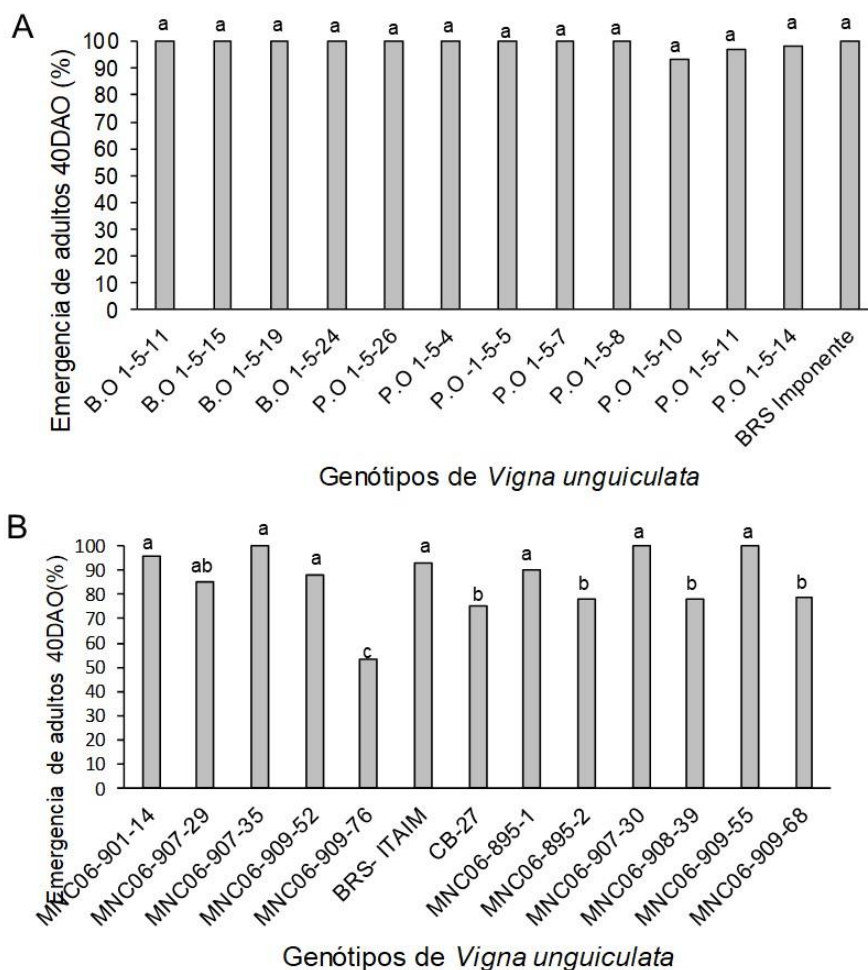 A
Emergencia de adultos 40DAO (%)
100
90
80
70
60
50
40
30
20
10
0
a a a a a a a a a a a a a
B.O 1-5-11
B.O 1-5-15
B.O 1-5-19
B.O 1-5-24
P.O 1-5-26
P.O 1-5-4
P.O -1-5-5
P.O 1-5-7
P.O 1-5-8
P.O 1-5-10
P.O 1-5-11
P.O 1-5-14
BRS Imponente
Genótipos de Vigna unguiculata
B
Emergencia de adultos 40DAO(%)
100
90
80
70
60
50
40
30
20
10
0
a ab a a c a b a b a b a b
MNC06-901-14
MNC06-907-29
MNC06-907-35
MNC06-909-52
MNC06-909-76
BRS- ITAIM
CB-27
MNC06-895-1
MNC06-895-2
MNC06-907-30
MNC06-908-39
MNC06-909-55
MNC06-909-68
Genótipos de Vigna unguiculata